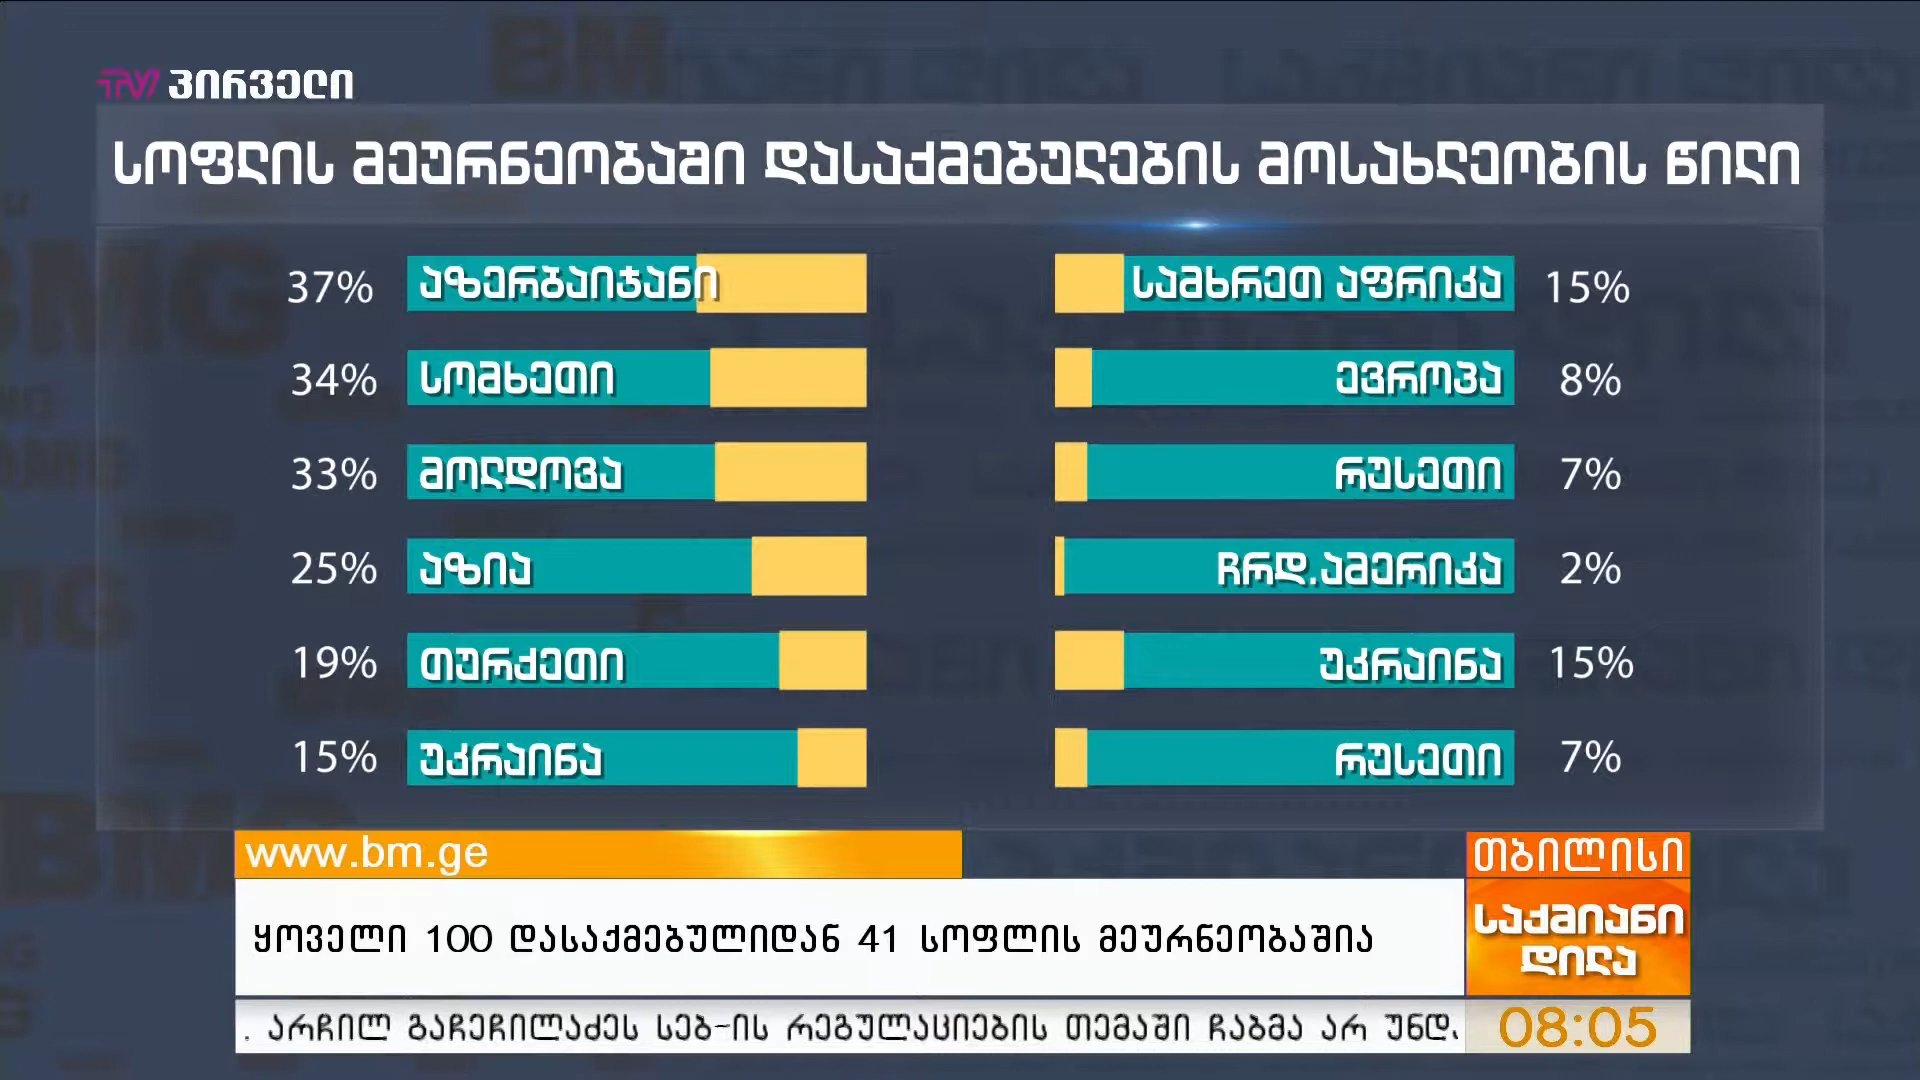 TV პირველი
სოფლის მეურნეობაში დასაქმებულების მოსახლეობის წილი
37% აზერბაიჯანი
სამხრეთ აფრიკა 15%
34% სომხეთი
ევროპა 8%
33% მოლდოვა
რუსეთი 7%
25% აზია
ჩრდ.ამერიკა 2%
19% თურქეთი
უკრაინა 15%
15% უკრაინა
რუსეთი 7%
www.bm.ge
თბილისი
ყოველი 100 დასაქმებულიდან 41 სოფლის მეურნეობაშია
საქმიანი
დილა
. არჩილ გაჩეჩილაძეს სებ-ის რეგულაციების თემაში ჩაბმა არ უნდ
08:05